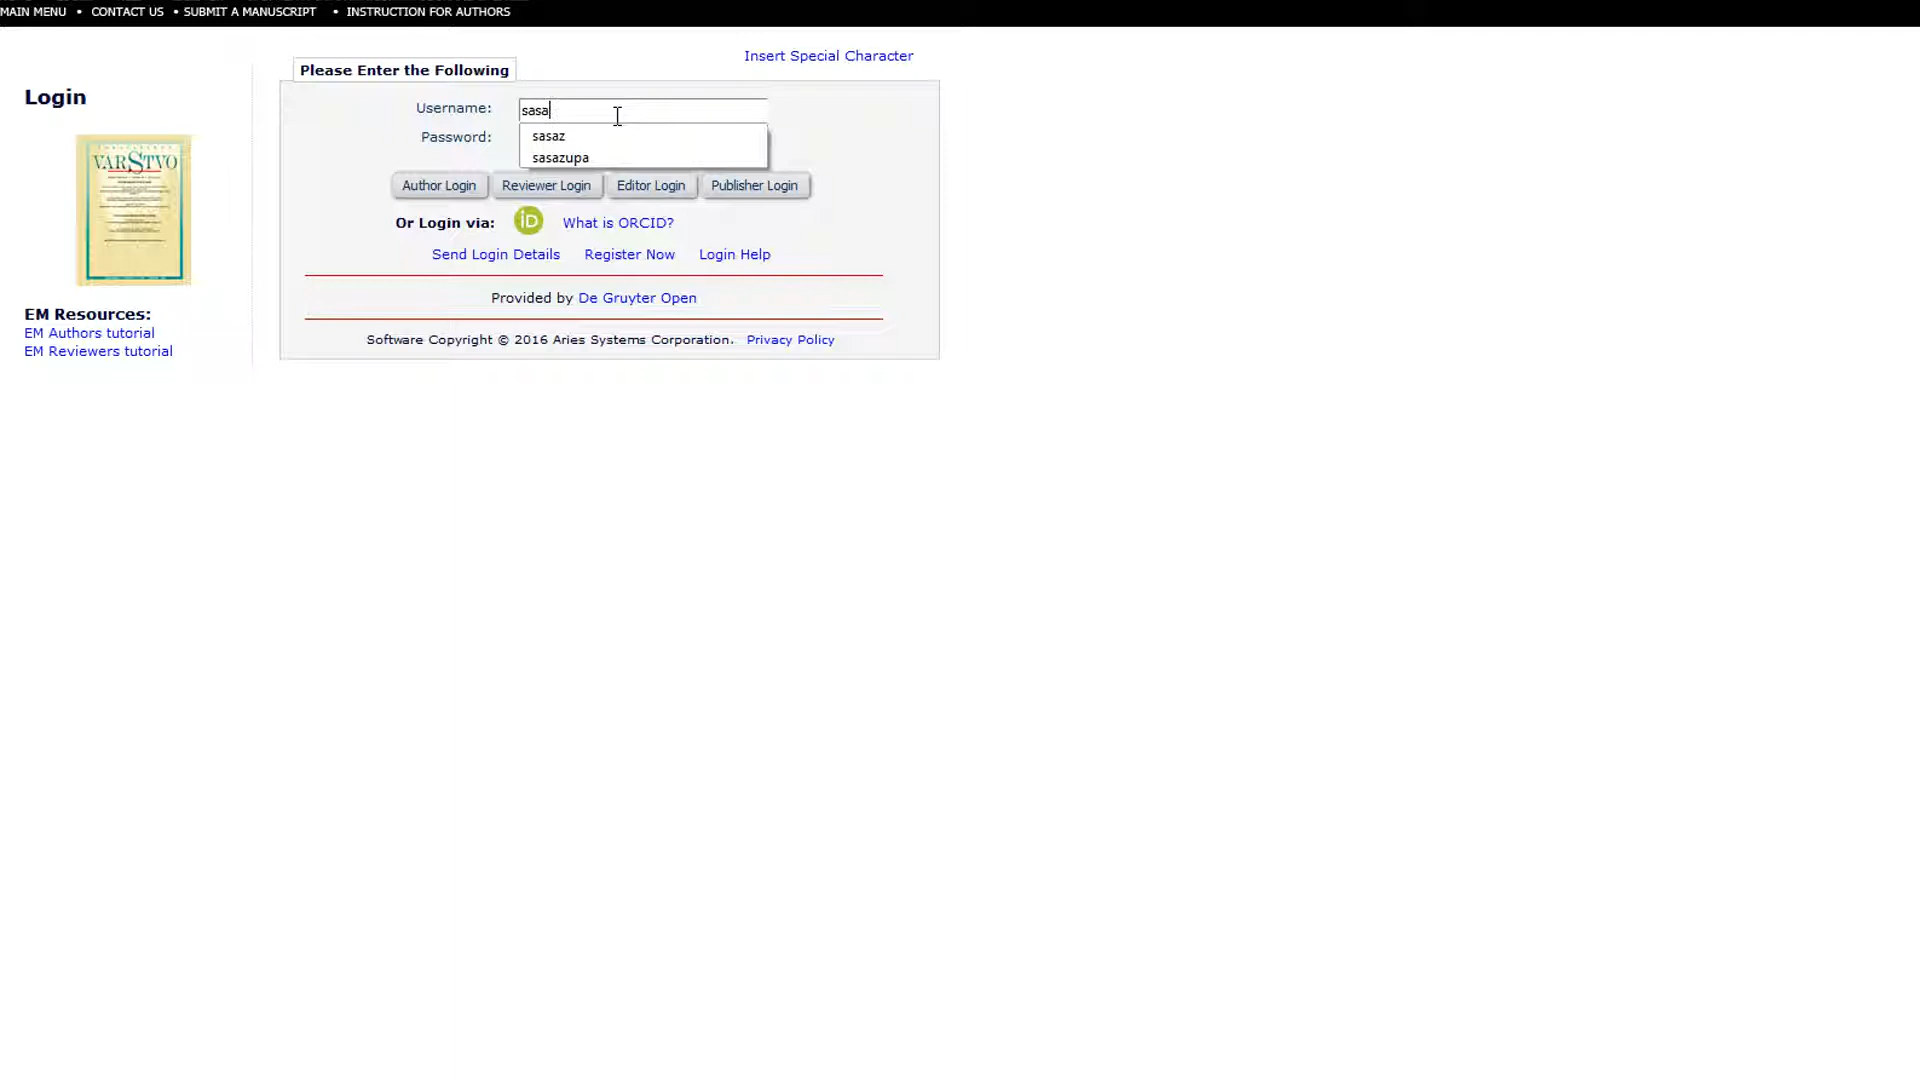 MAIN MENU • CONTACT US • SUBMIT A MANUSCRIPT • INSTRUCTION FOR AUTHORS
Insert Special Character
Please Enter the Following
Login
Username: sasa
sasaz
Password:
sasazupa
VARSTVO
Author Login Reviewer Login Editor Login Publisher Login
Or Login via: iD What is ORCID?
Send Login Details Register Now Login Help
Provided by De Gruyter Open
EM Resources:
EM Authors tutorial
EM Reviewers tutorial
Software Copyright © 2016 Aries Systems Corporation. Privacy Policy